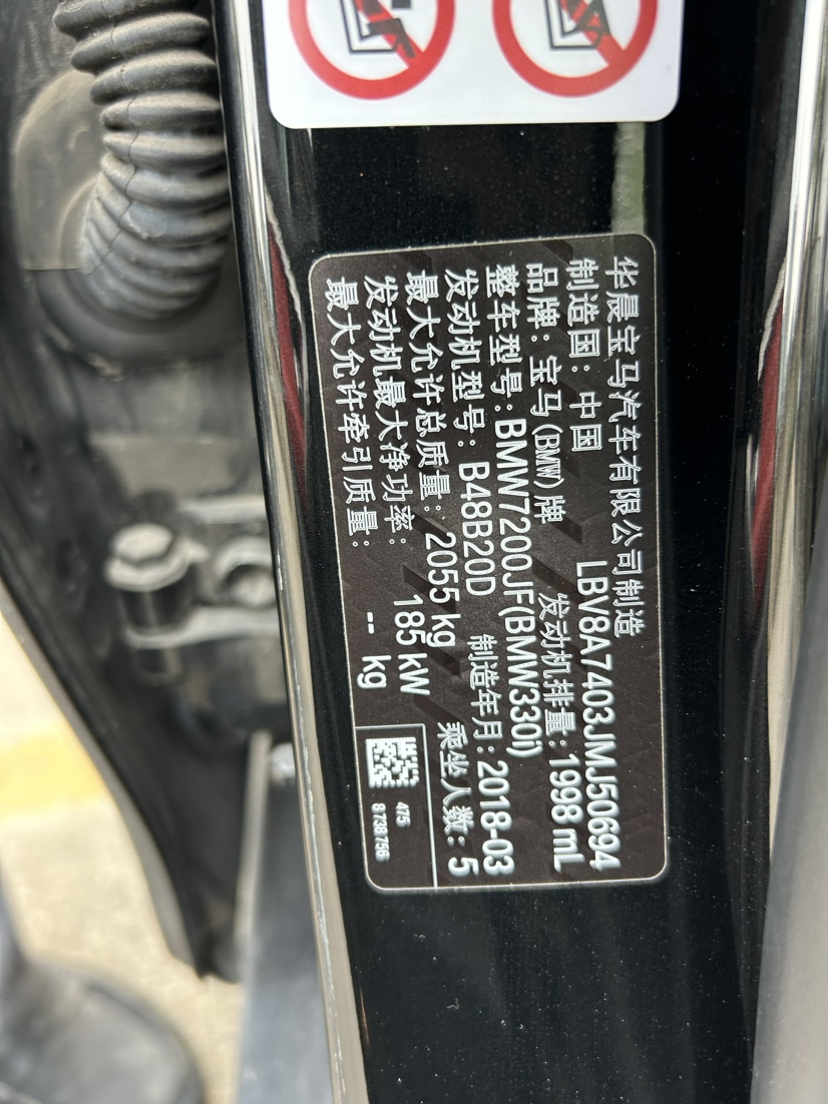 华晨宝马汽车有限公司制造
制造国：中国 LBV8A7403JMJ50694
品牌：宝马(BMW)牌 发动机排量：1998 mL
整车型号：BMW7200JF(BMW330i)
发动机型号：B48B20D 制造年月：2018-03
最大允许总质量：2055 kg 乘坐人数：5
发动机最大净功率： 185 kW
最大允许牵引质量： -- kg
475
8 738 756